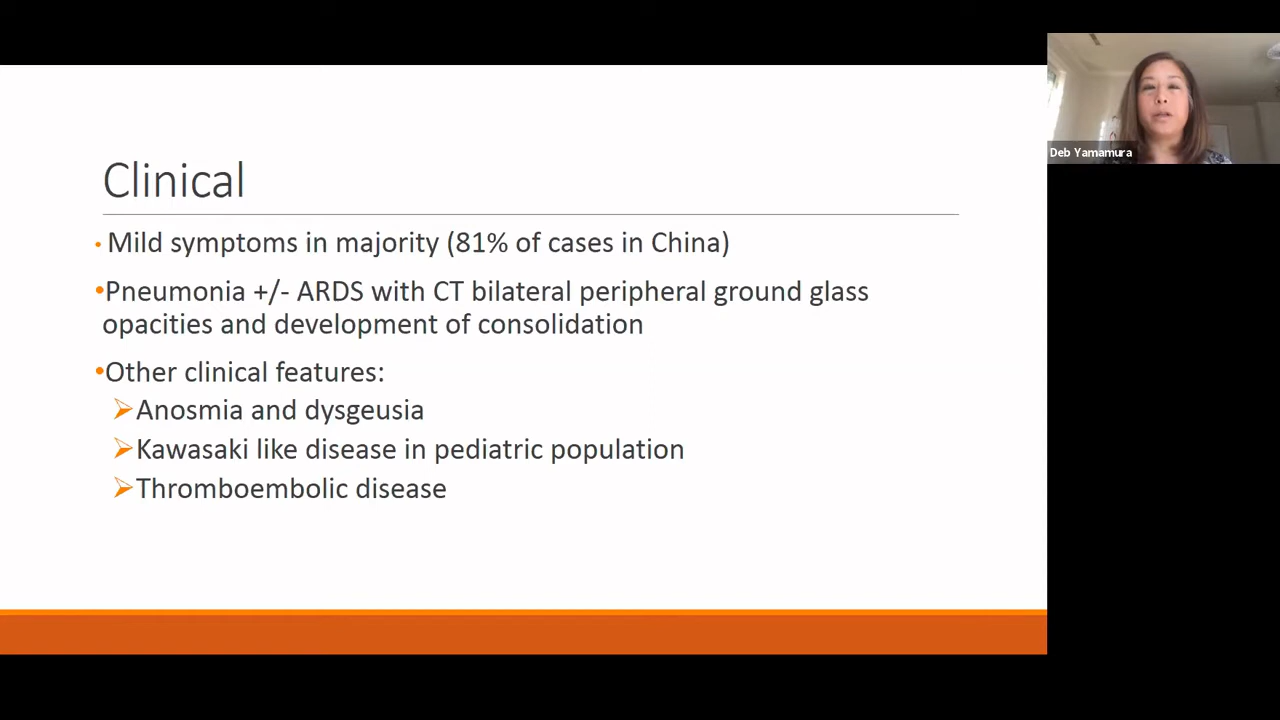 Clinical
• Mild symptoms in majority (81% of cases in China)
•Pneumonia +/- ARDS with CT bilateral peripheral ground glass
opacities and development of consolidation
•Other clinical features:
➢Anosmia and dysgeusia
➢Kawasaki like disease in pediatric population
➢Thromboembolic disease
Deb Yamamura